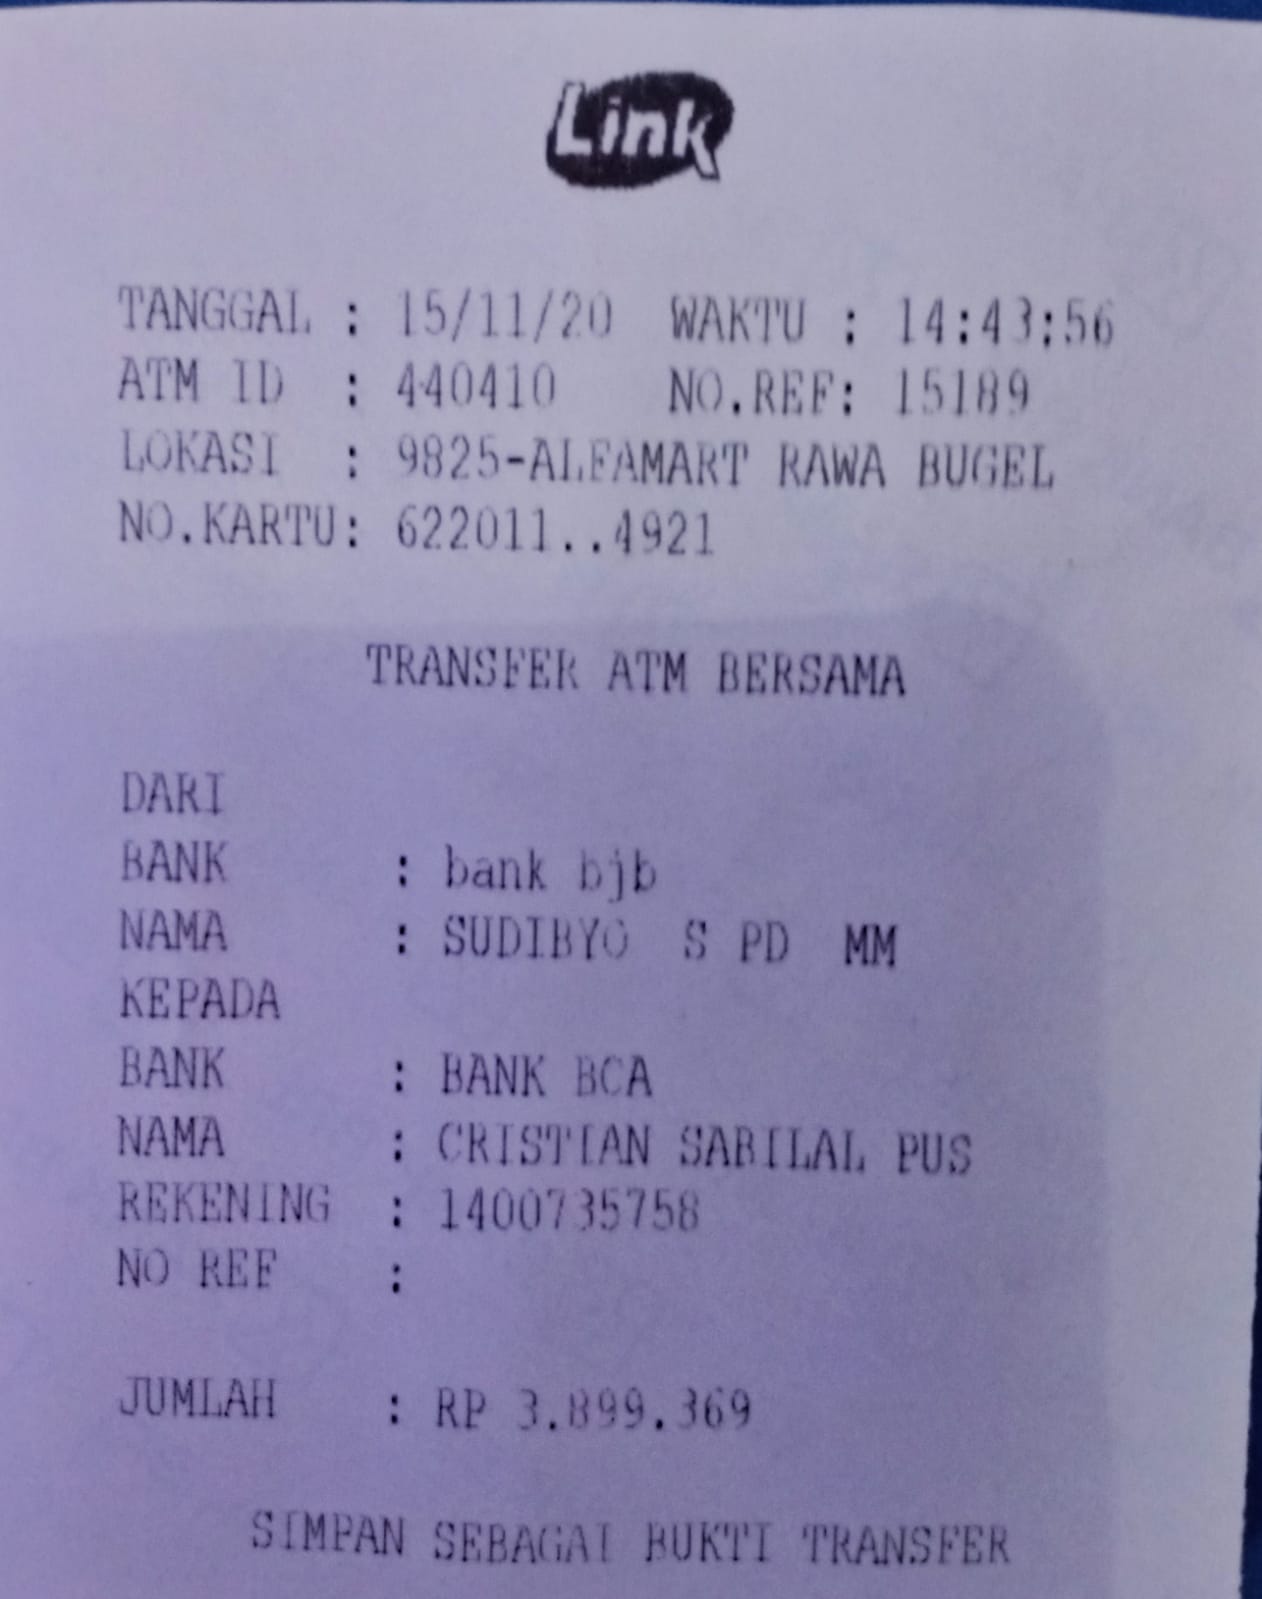 Link
TANGGAL : 15/11/20 WAKTU : 14:43:56
ATM ID : 440410 NO.REF: 15189
LOKASI : 9825-ALFAMART RAWA BUGEL
NO.KARTU: 622011..4921
TRANSFER ATM BERSAMA
DARI
BANK : bank bjb
NAMA : SUDIBYO S PD MM
KEPADA
BANK : BANK BCA
NAMA : CRISTIAN SABILAL PUS
REKENING : 1400735758
NO REF :
JUMLAH : RP 3.899.369
SIMPAN SEBAGAI BUKTI TRANSFER